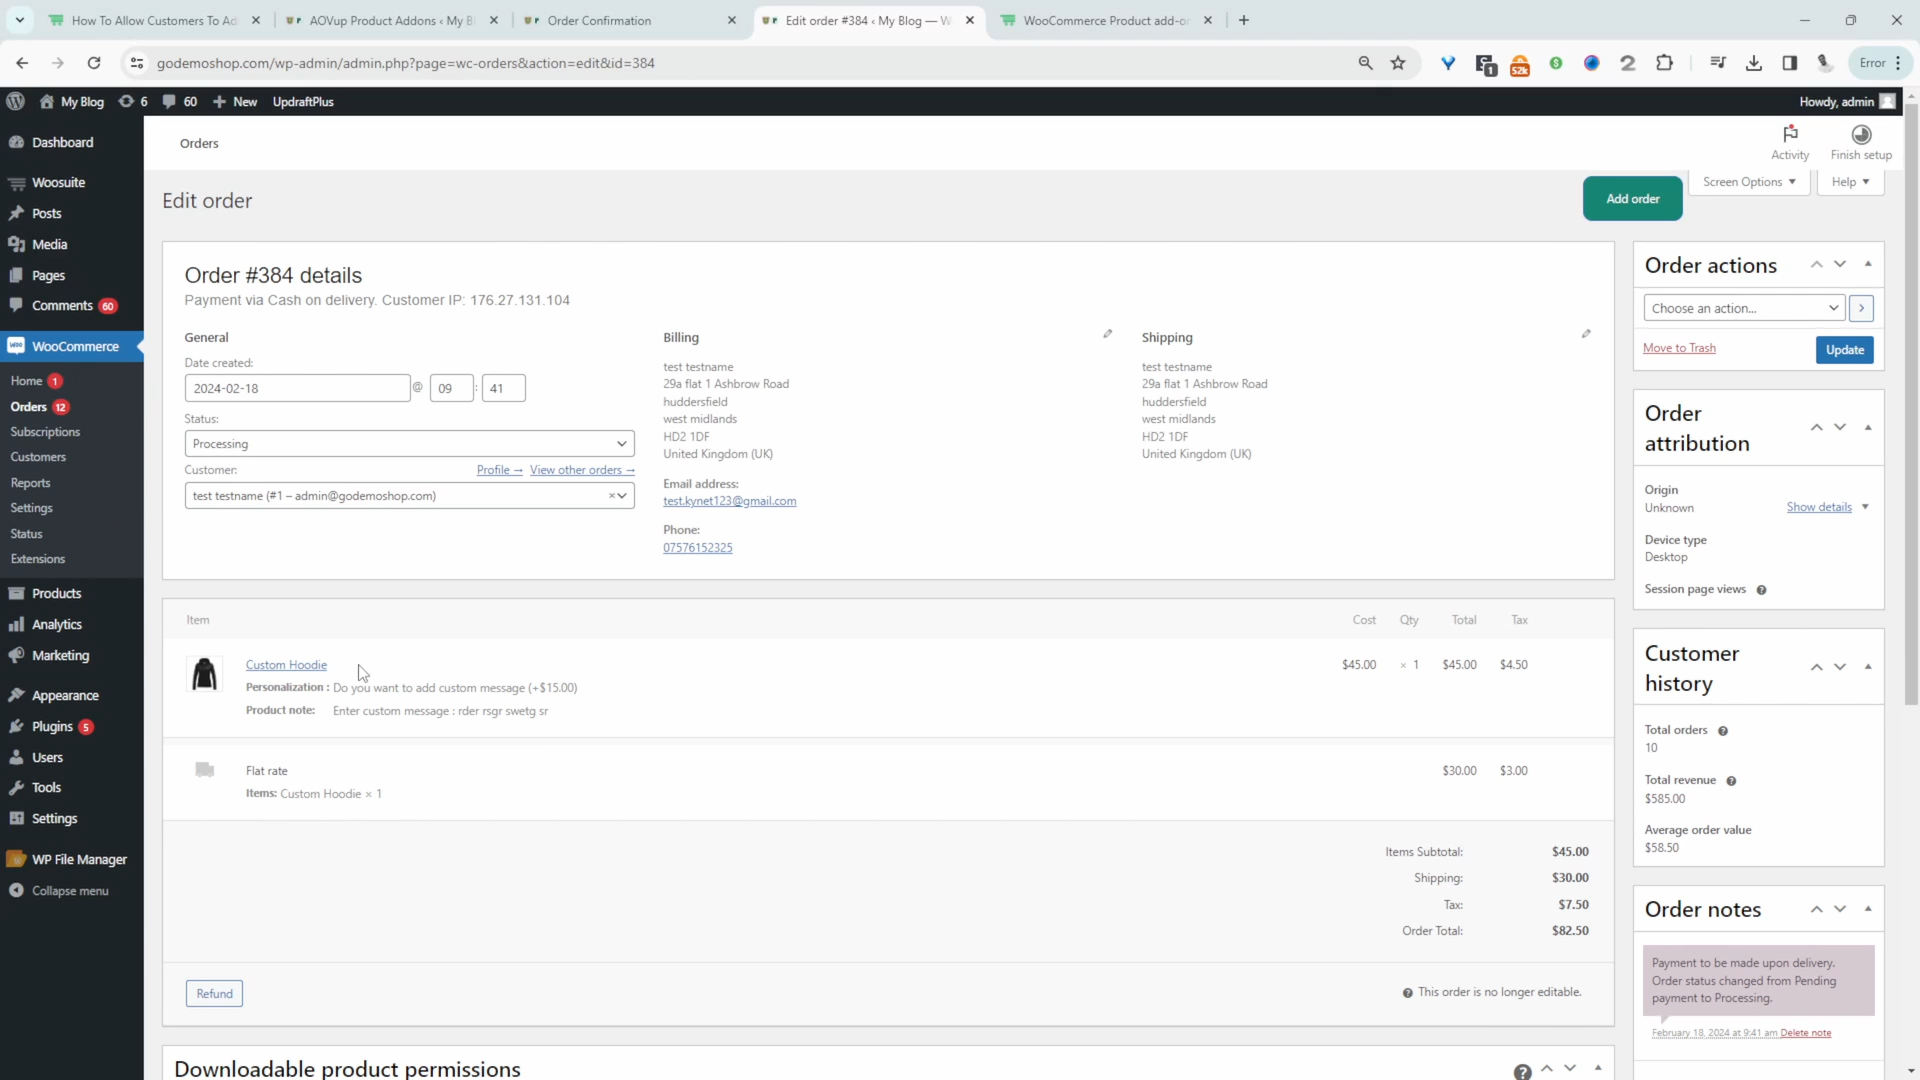 How To Allow Customers To Ad
AOVup Product Addons ‹ My B
Order Confirmation
Edit order #384 ‹ My Blog — W
WooCommerce Product add-or
godemoshop.com/wp-admin/admin.php?page=wc-orders&action=edit&id=384
1
52k
Error
My Blog
6
60
New
UpdraftPlus
Howdy, admin
Dashboard
Woosuite
Posts
Media
Pages
Comments 60
WooCommerce
Home 1
Orders 12
Subscriptions
Customers
Reports
Settings
Status
Extensions
Products
Analytics
Marketing
Appearance
Plugins 5
Users
Tools
Settings
WP File Manager
Collapse menu
Orders
Activity
Finish setup
Screen Options
Help
Edit order
Add order
Order #384 details
Payment via Cash on delivery. Customer IP: 176.27.131.104
General
Date created:
2024-02-18 @ 09 : 41
Status:
Processing
Customer:
Profile → View other orders →
test testname (#1 – admin@godemoshop.com) ×
Billing
test testname
29a flat 1 Ashbrow Road
huddersfield
west midlands
HD2 1DF
United Kingdom (UK)
Email address:
test.kynet123@gmail.com
Phone:
07576152325
Shipping
test testname
29a flat 1 Ashbrow Road
huddersfield
west midlands
HD2 1DF
United Kingdom (UK)
Item Cost Qty Total Tax
Custom Hoodie $45.00 × 1 $45.00 $4.50
Personalization : Do you want to add custom message (+$15.00)
Product note: Enter custom message : rder rsgr swetg sr
Flat rate $30.00 $3.00
Items: Custom Hoodie × 1
Items Subtotal: $45.00
Shipping: $30.00
Tax: $7.50
Order Total: $82.50
Refund
This order is no longer editable.
Downloadable product permissions
Order actions
Choose an action...
Move to Trash
Update
Order
attribution
Origin
Unknown
Show details
Device type
Desktop
Session page views
Customer
history
Total orders
10
Total revenue
$585.00
Average order value
$58.50
Order notes
Payment to be made upon delivery.
Order status changed from Pending
payment to Processing.
February 18, 2024 at 9:41 am Delete note